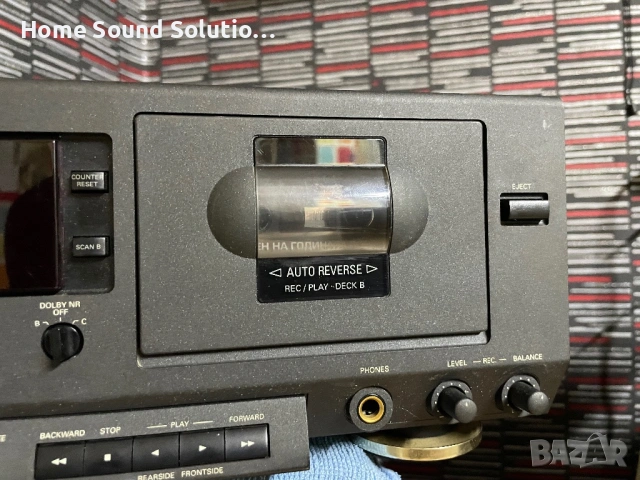 Home Sound Solutio...
COUNTER
RESET
SCAN B
EJECT
ЕН НА ГОДИН
◁ AUTO REVERSE ▷
REC / PLAY - DECK B
DOLBY NR
OFF
B C
PHONES
LEVEL — REC — BALANCE
BACKWARD STOP PLAY FORWARD
REARSIDE FRONTSIDE
BAZAR